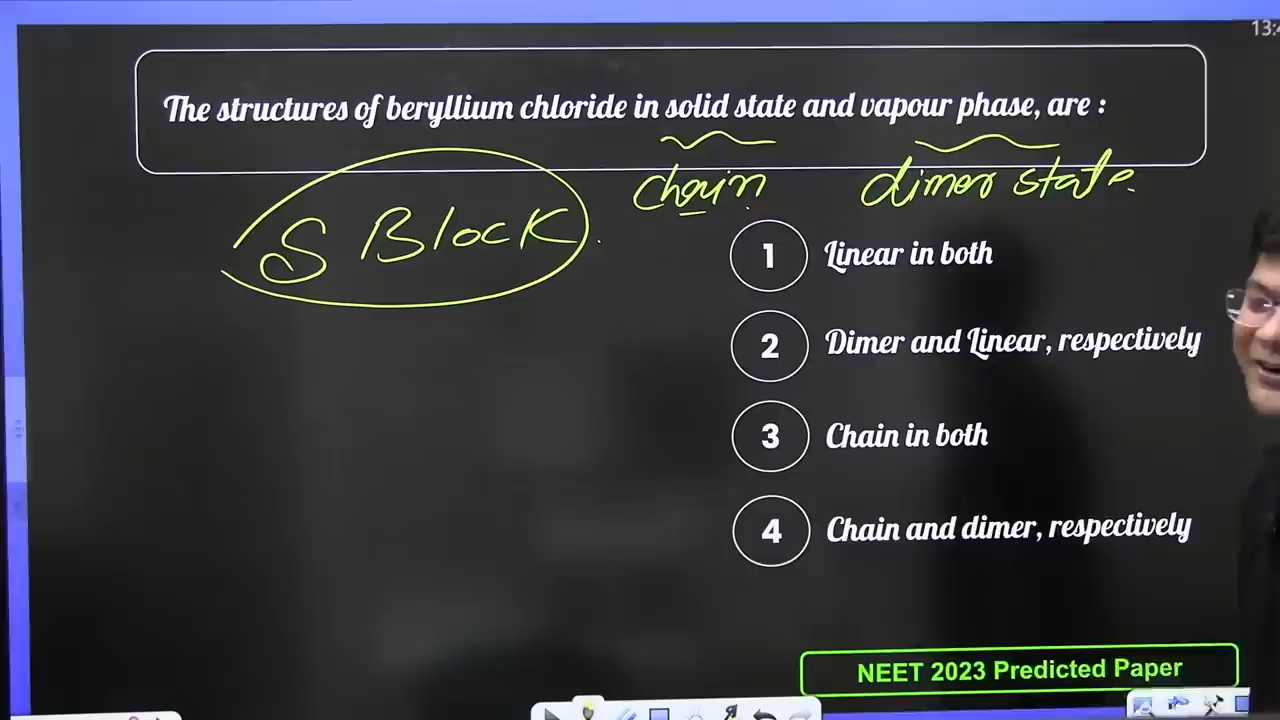 13:4
The structures of beryllium chloride in solid state and vapour phase, are :
chain dimer state.
S Block.
1 Linear in both
2 Dimer and Linear, respectively
3 Chain in both
4 Chain and dimer, respectively
NEET 2023 Predicted Paper